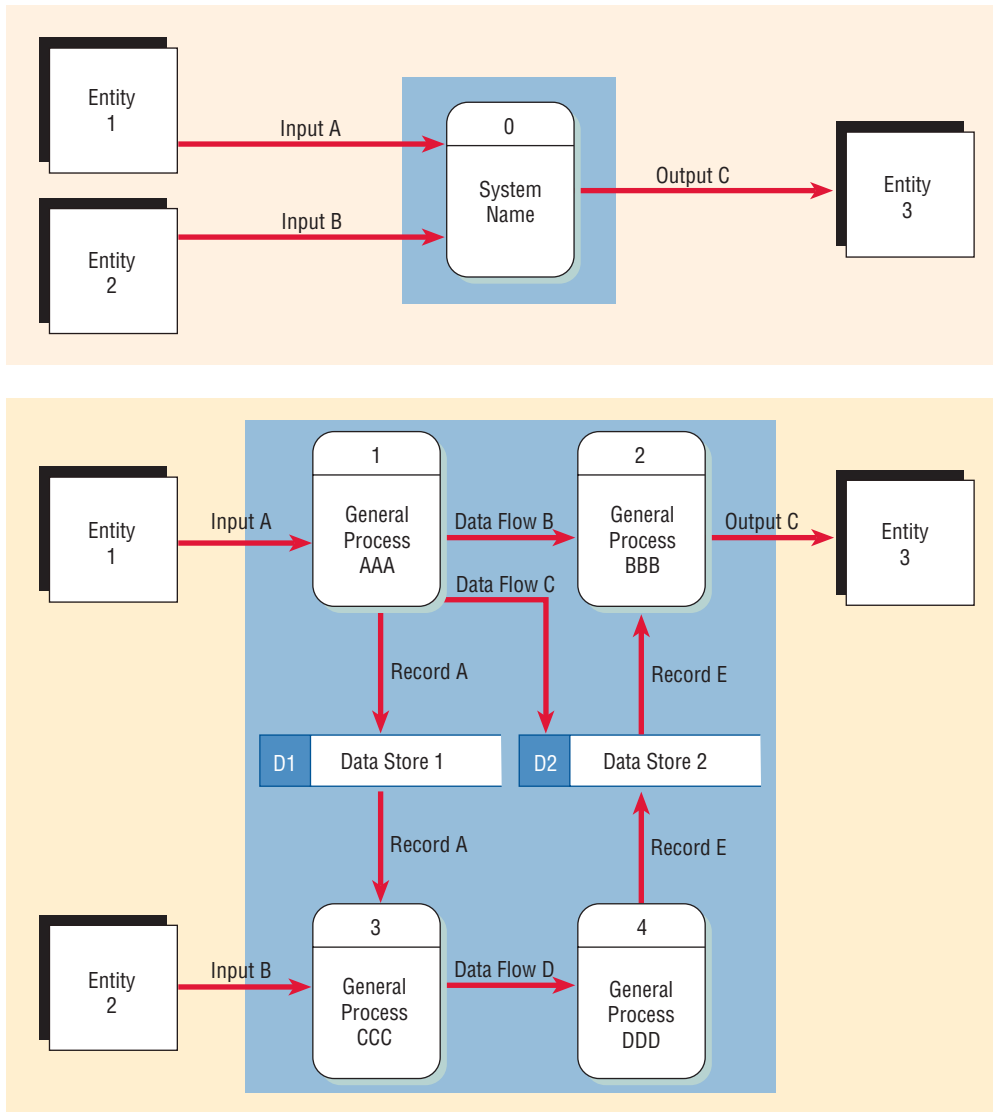 Entity
1
Input A
0
System
Name
Output C
Entity
3
Entity
2
Input B
Entity
1
Input A
1
General
Process
AAA
Data Flow B
2
General
Process
BBB
Output C
Entity
3
Data Flow C
Record A
Record E
D1
Data Store 1
D2
Data Store 2
Record A
Record E
Entity
2
Input B
3
General
Process
CCC
Data Flow D
4
General
Process
DDD